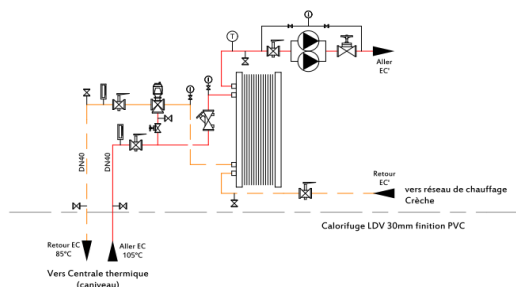 T
Aller
EC'
DN40
DN40
Retour
EC'
vers réseau de chauffage
Crèche
Calorifuge LDV 30mm finition PVC
Retour EC
85°C
Aller EC
105°C
Vers Centrale thermique
(caniveau)